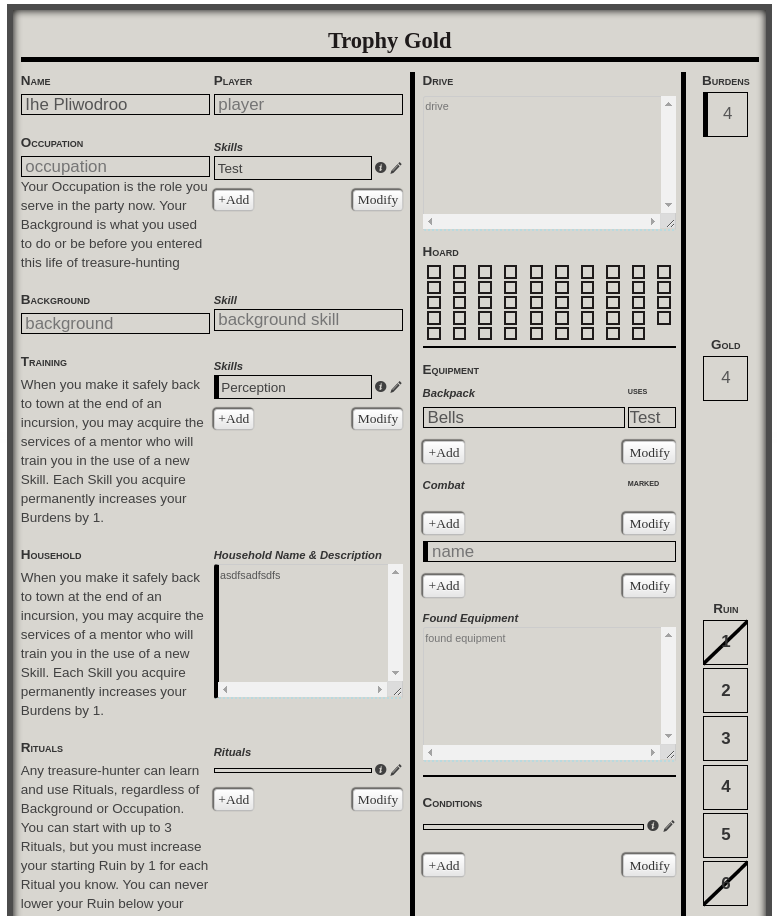 Trophy Gold
Name
Ihe Pliwodroo
Player
player
Occupation
occupation
Your Occupation is the role you
serve in the party now. Your
Background is what you used
to do or be before you entered
this life of treasure-hunting
Skills
Test
+Add
Modify
Background
background
Skill
background skill
Training
When you make it safely back
to town at the end of an
incursion, you may acquire the
services of a mentor who will
train you in the use of a new
Skill. Each Skill you acquire
permanently increases your
Burdens by 1.
Skills
Perception
+Add
Modify
Household
When you make it safely back
to town at the end of an
incursion, you may acquire the
services of a mentor who will
train you in the use of a new
Skill. Each Skill you acquire
permanently increases your
Burdens by 1.
Household Name & Description
asdfsadfsdfs
Rituals
Any treasure-hunter can learn
and use Rituals, regardless of
Background or Occupation.
You can start with up to 3
Rituals, but you must increase
your starting Ruin by 1 for each
Ritual you know. You can never
lower your Ruin below your
Rituals
+Add
Modify
Drive
drive
Hoard
Equipment
Backpack
uses
Bells
Test
+Add
Modify
Combat
marked
+Add
Modify
name
+Add
Modify
Found Equipment
found equipment
Conditions
+Add
Modify
Burdens
4
Gold
4
Ruin
1
2
3
4
5
6